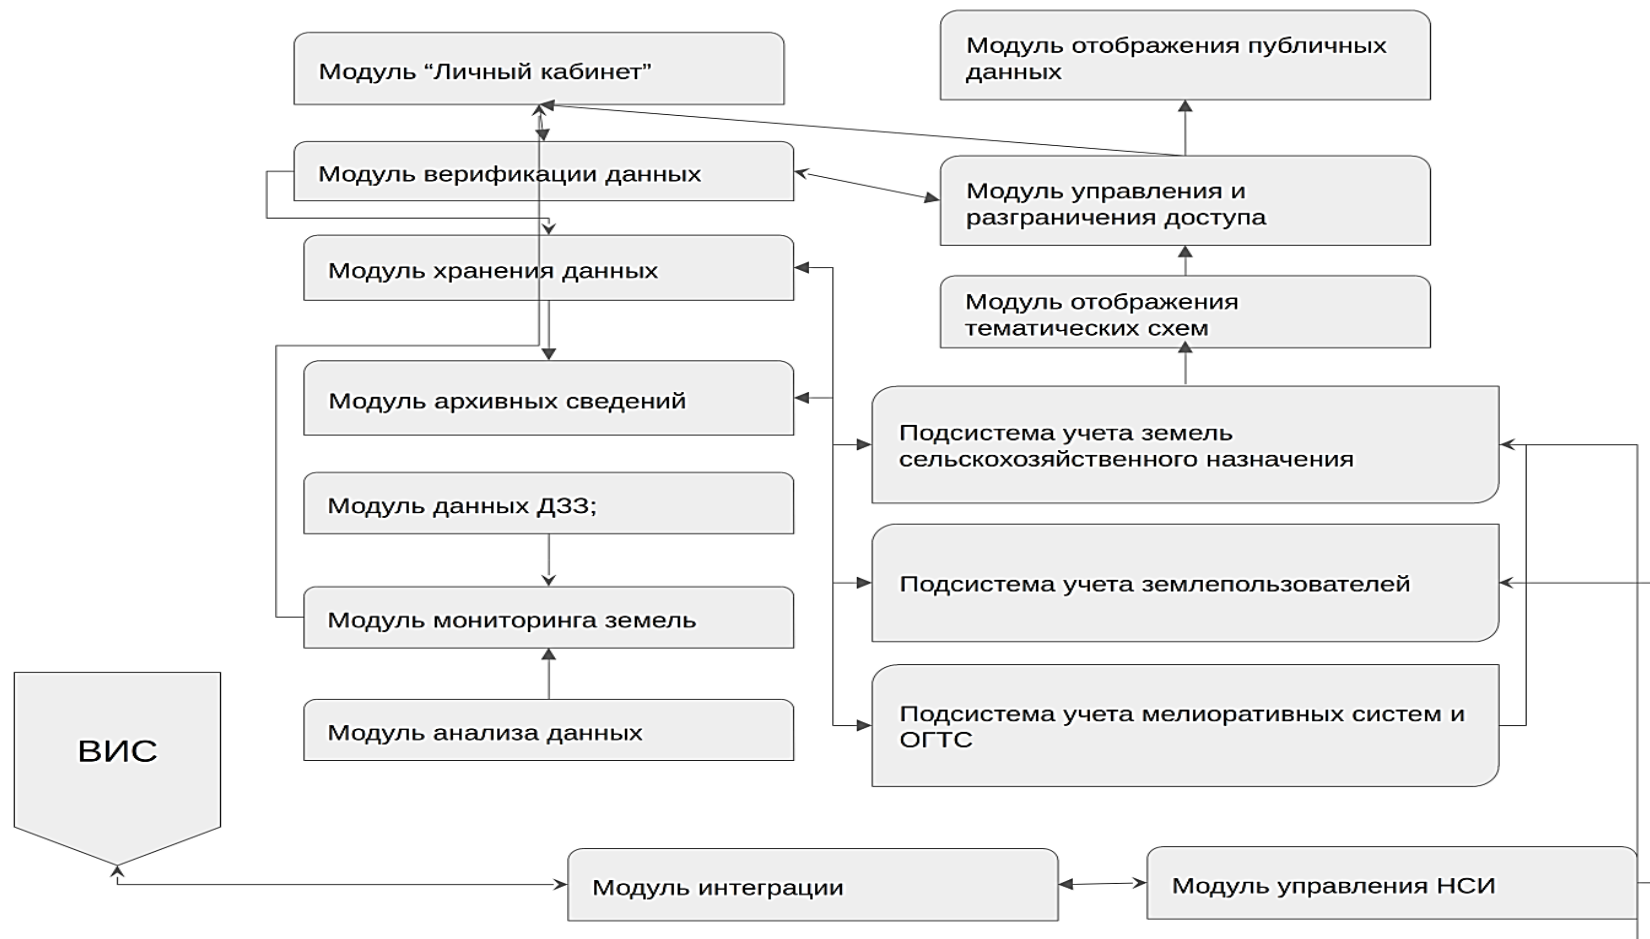 Модуль “Личный кабинет”
Модуль верификации данных
Модуль хранения данных
Модуль архивных сведений
Модуль данных ДЗЗ;
Модуль мониторинга земель
Модуль анализа данных
Модуль отображения публичных
данных
Модуль управления и
разграничения доступа
Модуль отображения
тематических схем
Подсистема учета земель
сельскохозяйственного назначения
Подсистема учета землепользователей
Подсистема учета мелиоративных систем и
ОГТС
ВИС
Модуль интеграции
Модуль управления НСИ